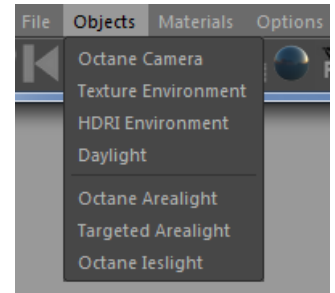 File Objects Materials Options
Octane Camera
Texture Environment
HDRI Environment
Daylight
Octane Arealight
Targeted Arealight
Octane Ieslight